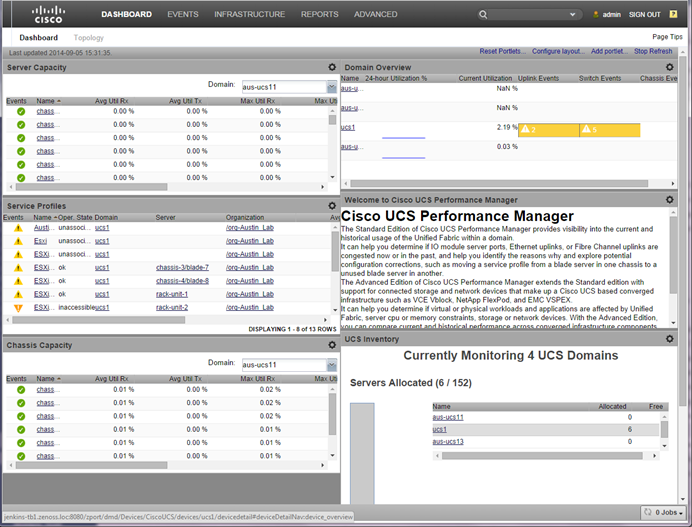 cisco DASHBOARD EVENTS INFRASTRUCTURE REPORTS ADVANCED admin SIGN OUT ?
Dashboard Topology Page Tips
Last updated 2014-09-05 15:31:35. Reset Portlets... Configure layout... Add portlet... Stop Refresh
Server Capacity
Domain: aus-ucs11
Events Name Avg Util Rx Avg Util Tx Max Util Rx Max Ut
chass... 0.00 % 0.00 % 0.00 %
chass... 0.00 % 0.00 % 0.00 %
chass... 0.00 % 0.00 % 0.00 %
chass... 0.00 % 0.00 % 0.00 %
chass... 0.00 % 0.00 % 0.00 %
chass... 0.00 % 0.00 % 0.00 %
Domain Overview
Name 24-hour Utilization % Current Utilization Uplink Events Switch Events Chassis Eve
aus-u... NaN %
aus-u... NaN %
ucs1 2.19 % 2 5
aus-uc... 0.03 %
Service Profiles
Events Name Oper. State Domain Server Organization Avg
Austi... unassoci... ucs1 /org-Austin_Lab
Esxi unassoci... ucs1 /org-Austin_Lab
ESXi... unassoci... ucs1 /org-Austin_Lab
ESXi... ok ucs1 chassis-3/blade-7 /org-Austin_Lab
ESXi... ok ucs1 chassis-4/blade-8 /org-Austin_Lab
ESXi... ok ucs1 rack-unit-1 /org-Austin_Lab
ESXi... inaccessible ucs1 rack-unit-2 /org-Austin_Lab
DISPLAYING 1 - 8 of 13 ROWS
Welcome to Cisco UCS Performance Manager
Cisco UCS Performance Manager
The Standard Edition of Cisco UCS Performance Manager provides visibility into the current and
historical usage of the Unified Fabric within a domain.
It can help you determine if IO module server ports, Ethernet uplinks, or Fibre Channel uplinks are
congested now or in the past, and help you identify the reasons why and explore potential
configuration corrections, such as moving a service profile from a blade server in one chassis to a
unused blade server in another.
The Advanced Edition of Cisco UCS Performance Manager extends the Standard edition with
support for connected storage and network devices that make up a Cisco UCS based converged
infrastructure such as VCE Vblock, NetApp FlexPod, and EMC VSPEX.
It can help you determine if virtual or physical workloads and applications are affected by Unified
Fabric, server cpu or memory constraints, storage or network devices. With the Advanced Edition,
you can compare current and historical performance across converged infrastructure components
Chassis Capacity
Domain: aus-ucs11
Events Name Avg Util Rx Avg Util Tx Max Util Rx Max Uti
chass... 0.01 % 0.00 % 0.02 %
chass... 0.01 % 0.00 % 0.02 %
chass... 0.01 % 0.00 % 0.02 %
chass... 0.01 % 0.00 % 0.01 %
chass... 0.01 % 0.00 % 0.01 %
chass... 0.01 % 0.00 % 0.01 %
UCS Inventory
Currently Monitoring 4 UCS Domains
Servers Allocated (6 / 152)
Name Allocated Free
aus-ucs11 0
ucs1 6
aus-ucs13 0
jenkins-tb1.zenoss.loc:8080/zport/dmd/Devices/CiscoUCS/devices/ucs1/devicedetail#deviceDetailNav:device_overview
0 Jobs